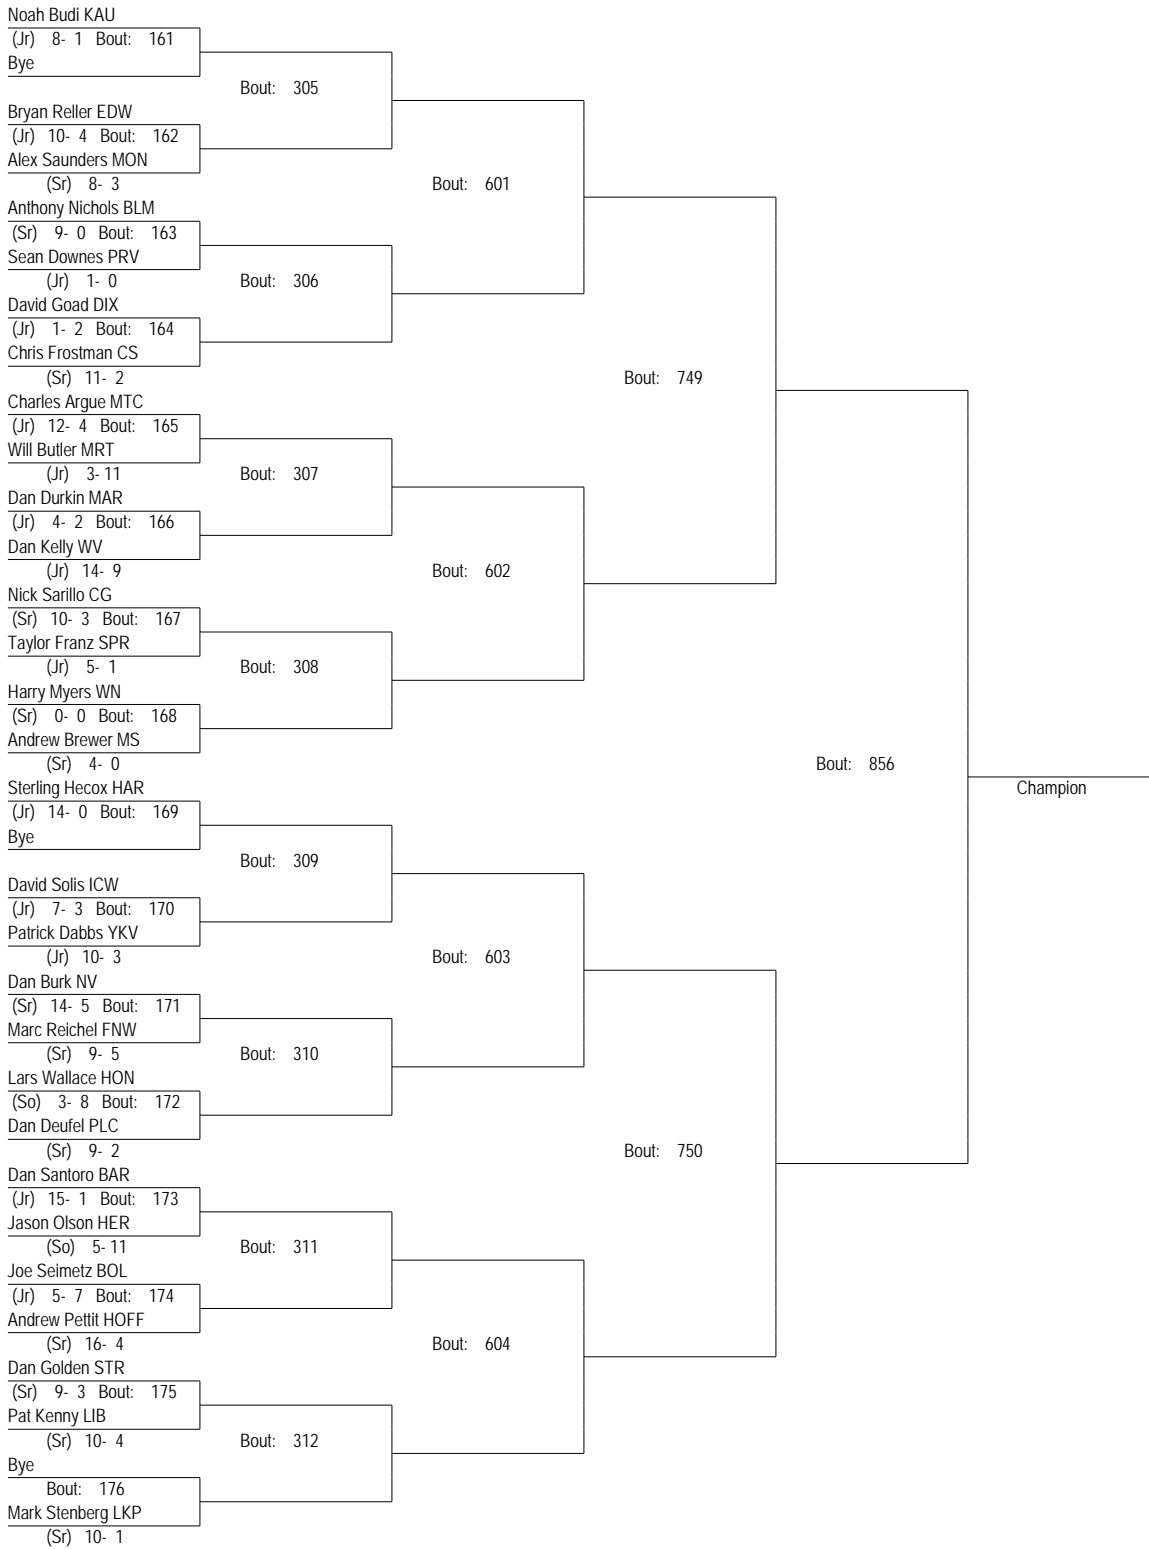 Noah Budi KAU
(Jr) 8- 1 Bout: 161
Bye
Bout: 305
Bryan Reller EDW
(Jr) 10- 4 Bout: 162
Alex Saunders MON
(Sr) 8- 3
Bout: 601
Anthony Nichols BLM
(Sr) 9- 0 Bout: 163
Sean Downes PRV
(Jr) 1- 0
Bout: 306
David Goad DIX
(Jr) 1- 2 Bout: 164
Chris Frostman CS
(Sr) 11- 2
Bout: 749
Charles Argue MTC
(Jr) 12- 4 Bout: 165
Will Butler MRT
(Jr) 3- 11
Bout: 307
Dan Durkin MAR
(Jr) 4- 2 Bout: 166
Dan Kelly WV
(Jr) 14- 9
Bout: 602
Nick Sarillo CG
(Sr) 10- 3 Bout: 167
Taylor Franz SPR
(Jr) 5- 1
Bout: 308
Harry Myers WN
(Sr) 0- 0 Bout: 168
Andrew Brewer MS
(Sr) 4- 0
Bout: 856
Sterling Hecox HAR
Champion
(Jr) 14- 0 Bout: 169
Bye
Bout: 309
David Solis ICW
(Jr) 7- 3 Bout: 170
Patrick Dabbs YKV
(Jr) 10- 3
Bout: 603
Dan Burk NV
(Sr) 14- 5 Bout: 171
Marc Reichel FNW
(Sr) 9- 5
Bout: 310
Lars Wallace HON
(So) 3- 8 Bout: 172
Dan Deufel PLC
(Sr) 9- 2
Bout: 750
Dan Santoro BAR
(Jr) 15- 1 Bout: 173
Jason Olson HER
(So) 5- 11
Bout: 311
Joe Seimetz BOL
(Jr) 5- 7 Bout: 174
Andrew Pettit HOFF
(Sr) 16- 4
Bout: 604
Dan Golden STR
(Sr) 9- 3 Bout: 175
Pat Kenny LIB
(Sr) 10- 4
Bout: 312
Bye
Bout: 176
Mark Stenberg LKP
(Sr) 10- 1